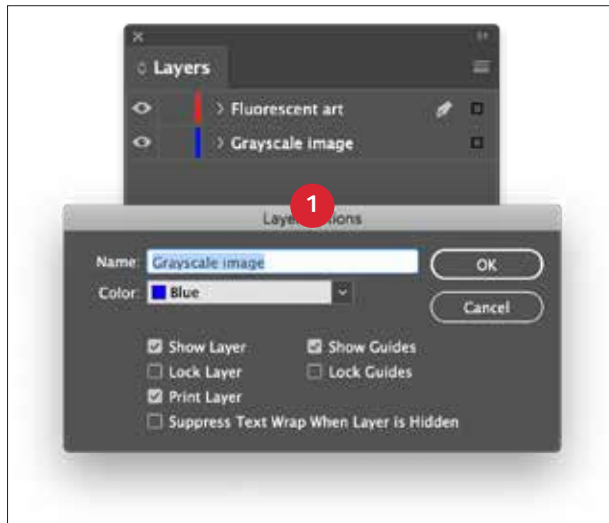 Layers
Fluorescent art
Grayscale image
1
Name: Grayscale image
OK
Color: Blue
Cancel
Show Layer Show Guides
Lock Layer Lock Guides
Print Layer
Suppress Text Wrap When Layer is Hidden